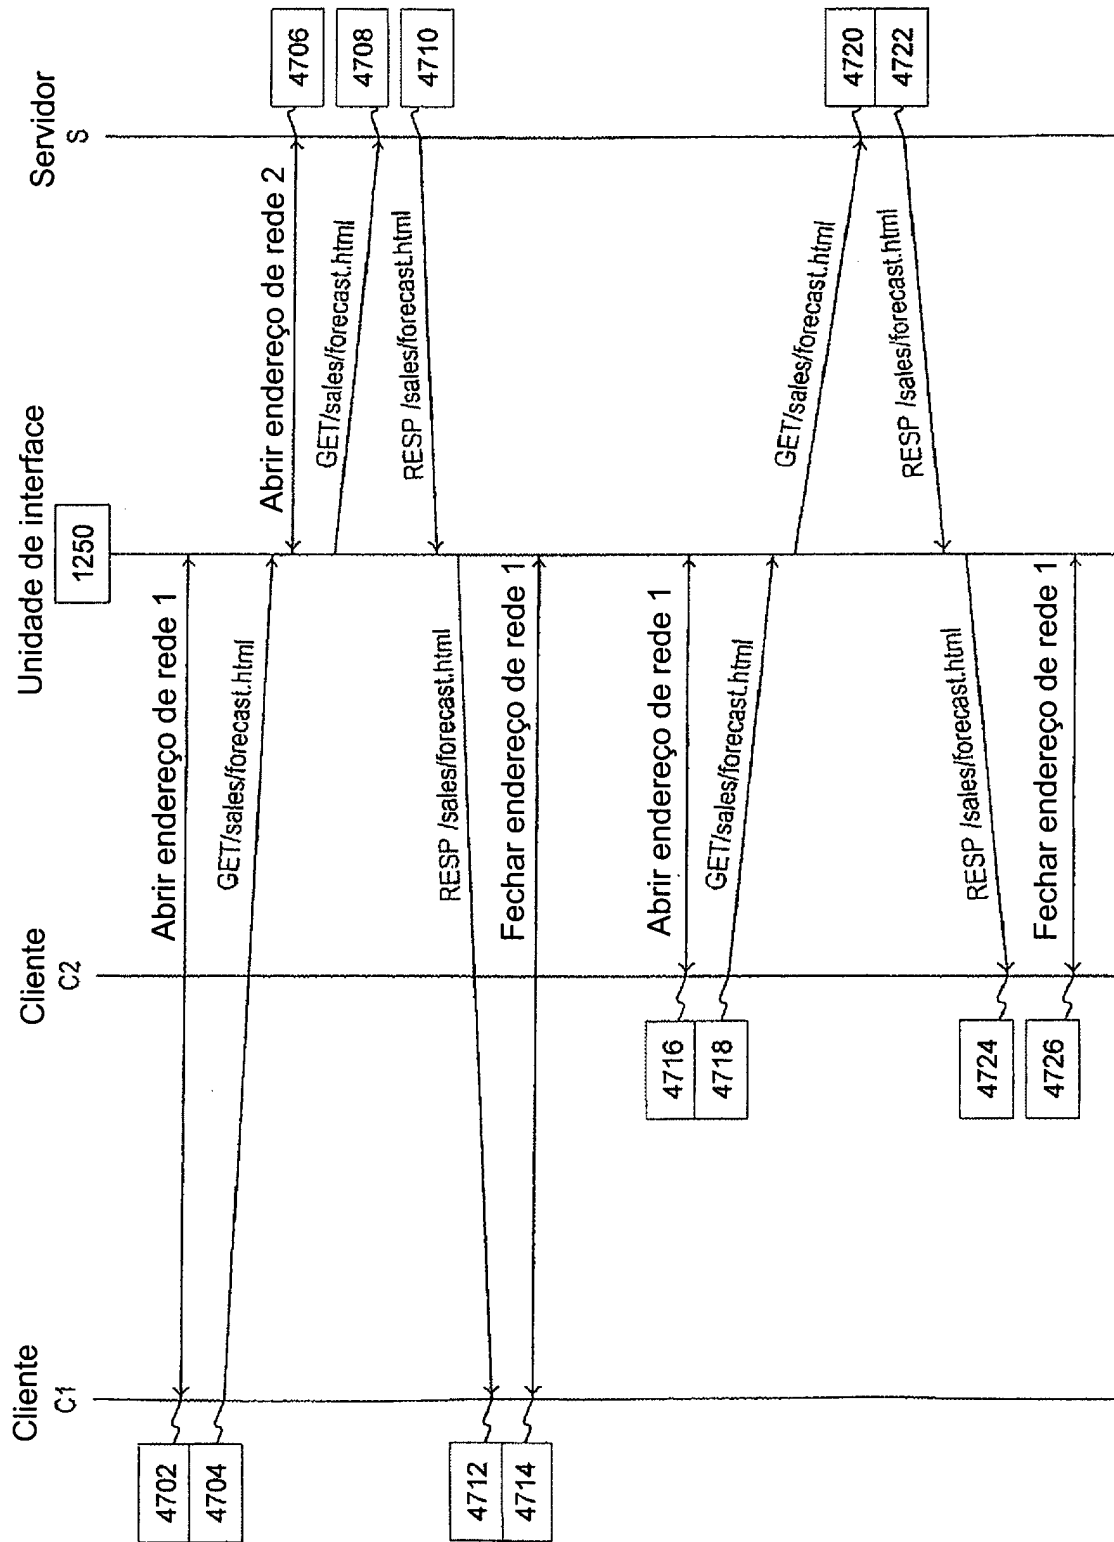 Cliente
C1
Cliente
C2
Unidade de interface
1250
Servidor
S
4702
Abrir endereço de rede 1
4704
GET/sales/forecast.html
Abrir endereço de rede 2
4706
GET/sales/forecast.html
4708
RESP /sales/forecast.html
4710
4712
RESP /sales/forecast.html
4714
Fechar endereço de rede 1
4716
Abrir endereço de rede 1
4718
GET/sales/forecast.html
GET/sales/forecast.html
4720
RESP /sales/forecast.html
4722
4724
RESP /sales/forecast.html
4726
Fechar endereço de rede 1